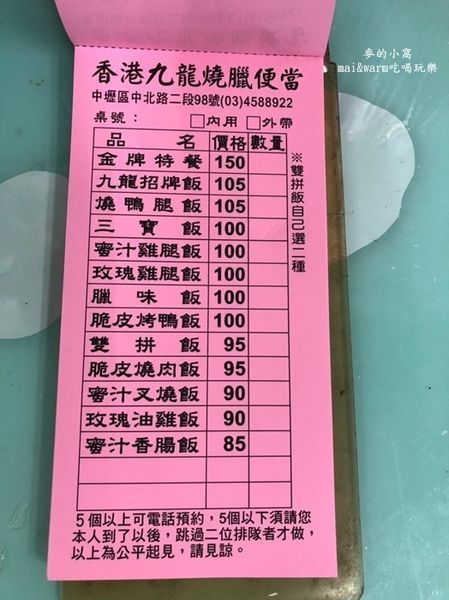 麥的小窩
mai&warm吃喝玩樂
香港九龍燒臘便當
中壢區中北路二段98號(03)4588922
桌號： □內用 □外帶
品名 價格 數量
金牌特餐 150
九龍招牌飯 105
燒鴨腿飯 105
三寶飯 100
蜜汁雞腿飯 100
玫瑰雞腿飯 100
臘味飯 100
脆皮烤鴨飯 100
雙拼飯 95
脆皮燒肉飯 95
蜜汁叉燒飯 90
玫瑰油雞飯 90
蜜汁香腸飯 85
※雙拼飯自己選二種
5個以上可電話預約，5個以下須請您
本人到了以後，跳過二位排隊者才做，
以上為公平起見，請見諒。